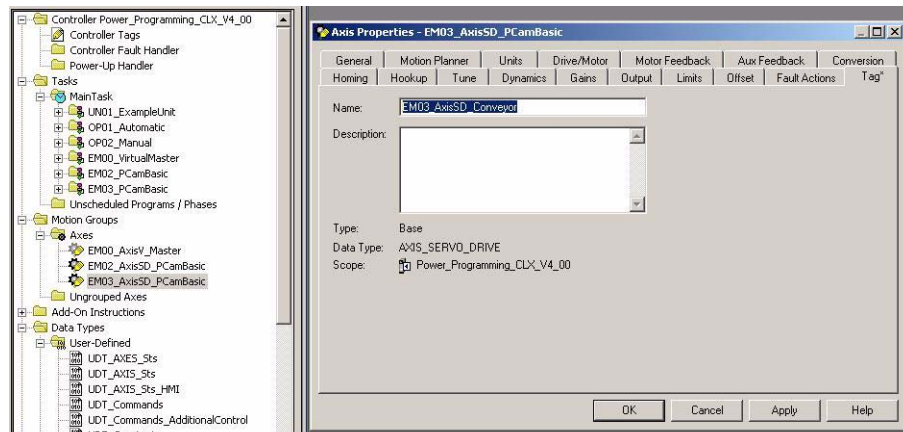 Controller Power_Programming_CLX_V4_00
Controller Tags
Controller Fault Handler
Power-Up Handler
Tasks
MainTask
UN01_ExampleUnit
OP01_Automatic
OP02_Manual
EM00_VirtualMaster
EM02_PCamBasic
EM03_PCamBasic
Unscheduled Programs / Phases
Motion Groups
Axes
EM00_AxisV_Master
EM02_AxisSD_PCamBasic
EM03_AxisSD_PCamBasic
Ungrouped Axes
Add-On Instructions
Data Types
User-Defined
UDT_AXES_Sts
UDT_AXIS_Sts
UDT_AXIS_Sts_HMI
UDT_Commands
UDT_Commands_AdditionalControl
Axis Properties - EM03_AxisSD_PCamBasic
General Motion Planner Units Drive/Motor Motor Feedback Aux Feedback Conversion
Homing Hookup Tune Dynamics Gains Output Limits Offset Fault Actions Tag*
Name: EM03_AxisSD_Conveyor
Description:
Type: Base
Data Type: AXIS_SERVO_DRIVE
Scope: Power_Programming_CLX_V4_00
OK Cancel Apply Help